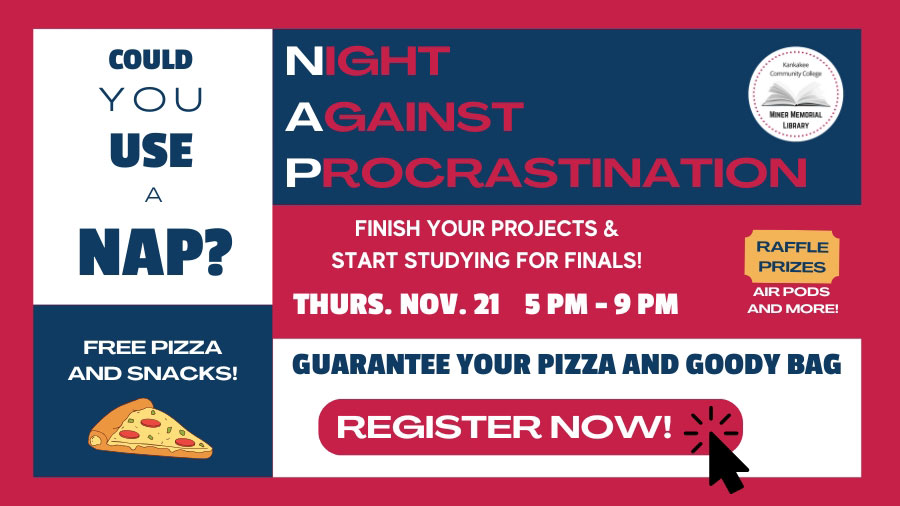 COULD
YOU
USE
A
NAP?
NIGHT
AGAINST
PROCRASTINATION
Kankakee
Community College
MINER MEMORIAL
LIBRARY
FINISH YOUR PROJECTS &
START STUDYING FOR FINALS!
THURS. NOV. 21 5 PM - 9 PM
RAFFLE
PRIZES
AIR PODS
AND MORE!
FREE PIZZA
AND SNACKS!
GUARANTEE YOUR PIZZA AND GOODY BAG
REGISTER NOW!